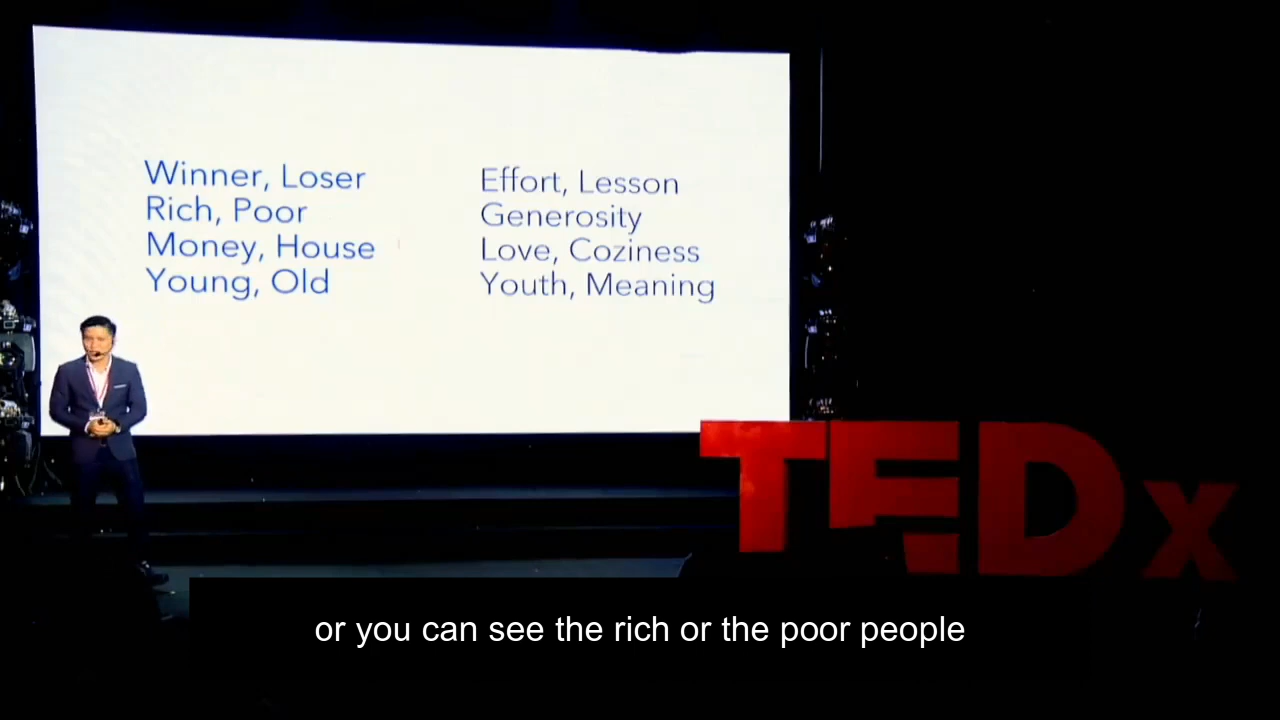 Winner, Loser
Rich, Poor
Money, House
Young, Old
Effort, Lesson
Generosity
Love, Coziness
Youth, Meaning
TEDx
or you can see the rich or the poor people